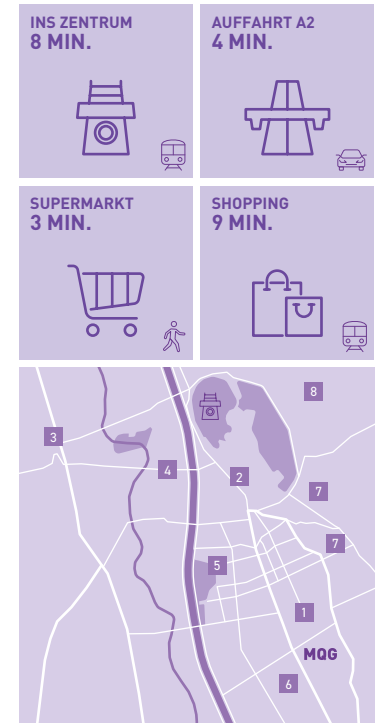 INS ZENTRUM
8 MIN.
AUFFAHRT A2
4 MIN.
SUPERMARKT
3 MIN.
SHOPPING
9 MIN.
8
3
2
4
7
7
5
1
MQG
6